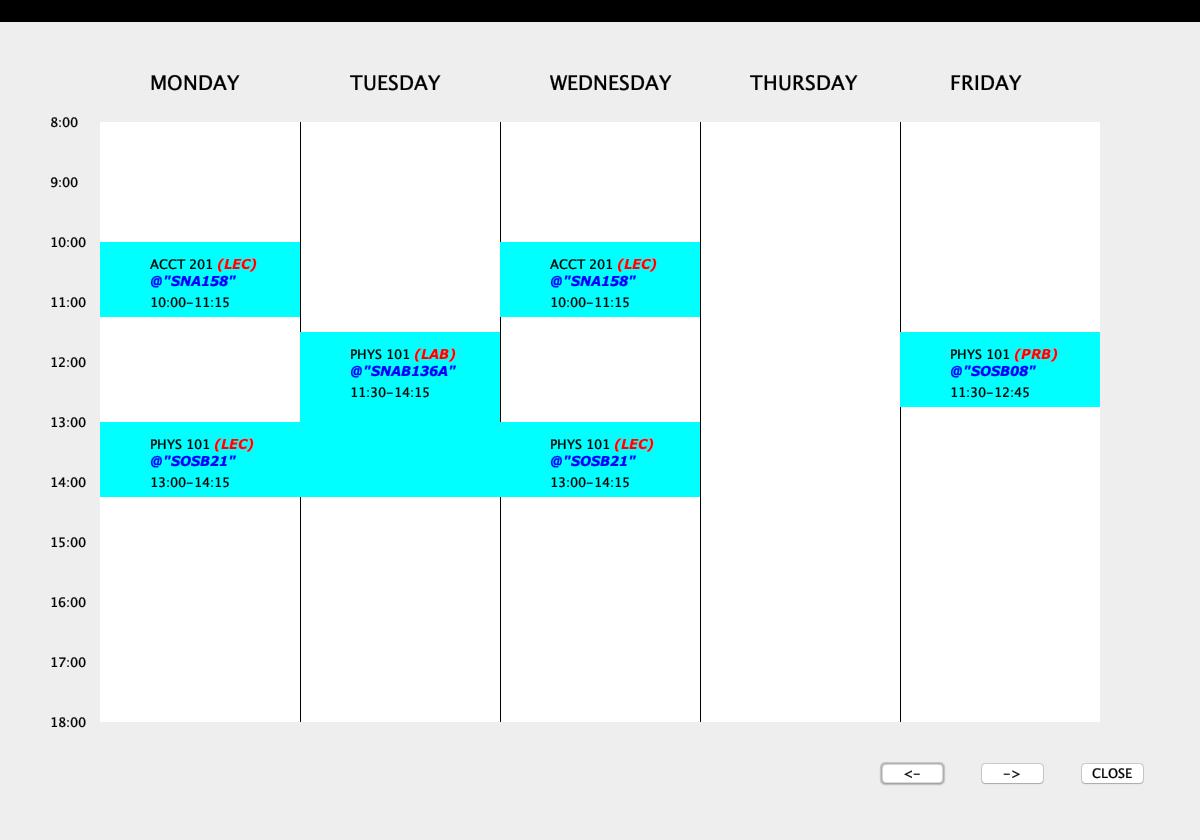 MONDAY TUESDAY WEDNESDAY THURSDAY FRIDAY
8:00
9:00
10:00
ACCT 201 (LEC)
@"SNA158"
10:00-11:15
ACCT 201 (LEC)
@"SNA158"
10:00-11:15
11:00
PHYS 101 (LAB)
@"SNAB136A"
11:30-14:15
PHYS 101 (PRB)
@"SOSB08"
11:30-12:45
12:00
13:00
PHYS 101 (LEC)
@"SOSB21"
13:00-14:15
PHYS 101 (LEC)
@"SOSB21"
13:00-14:15
14:00
15:00
16:00
17:00
18:00
<- -> CLOSE